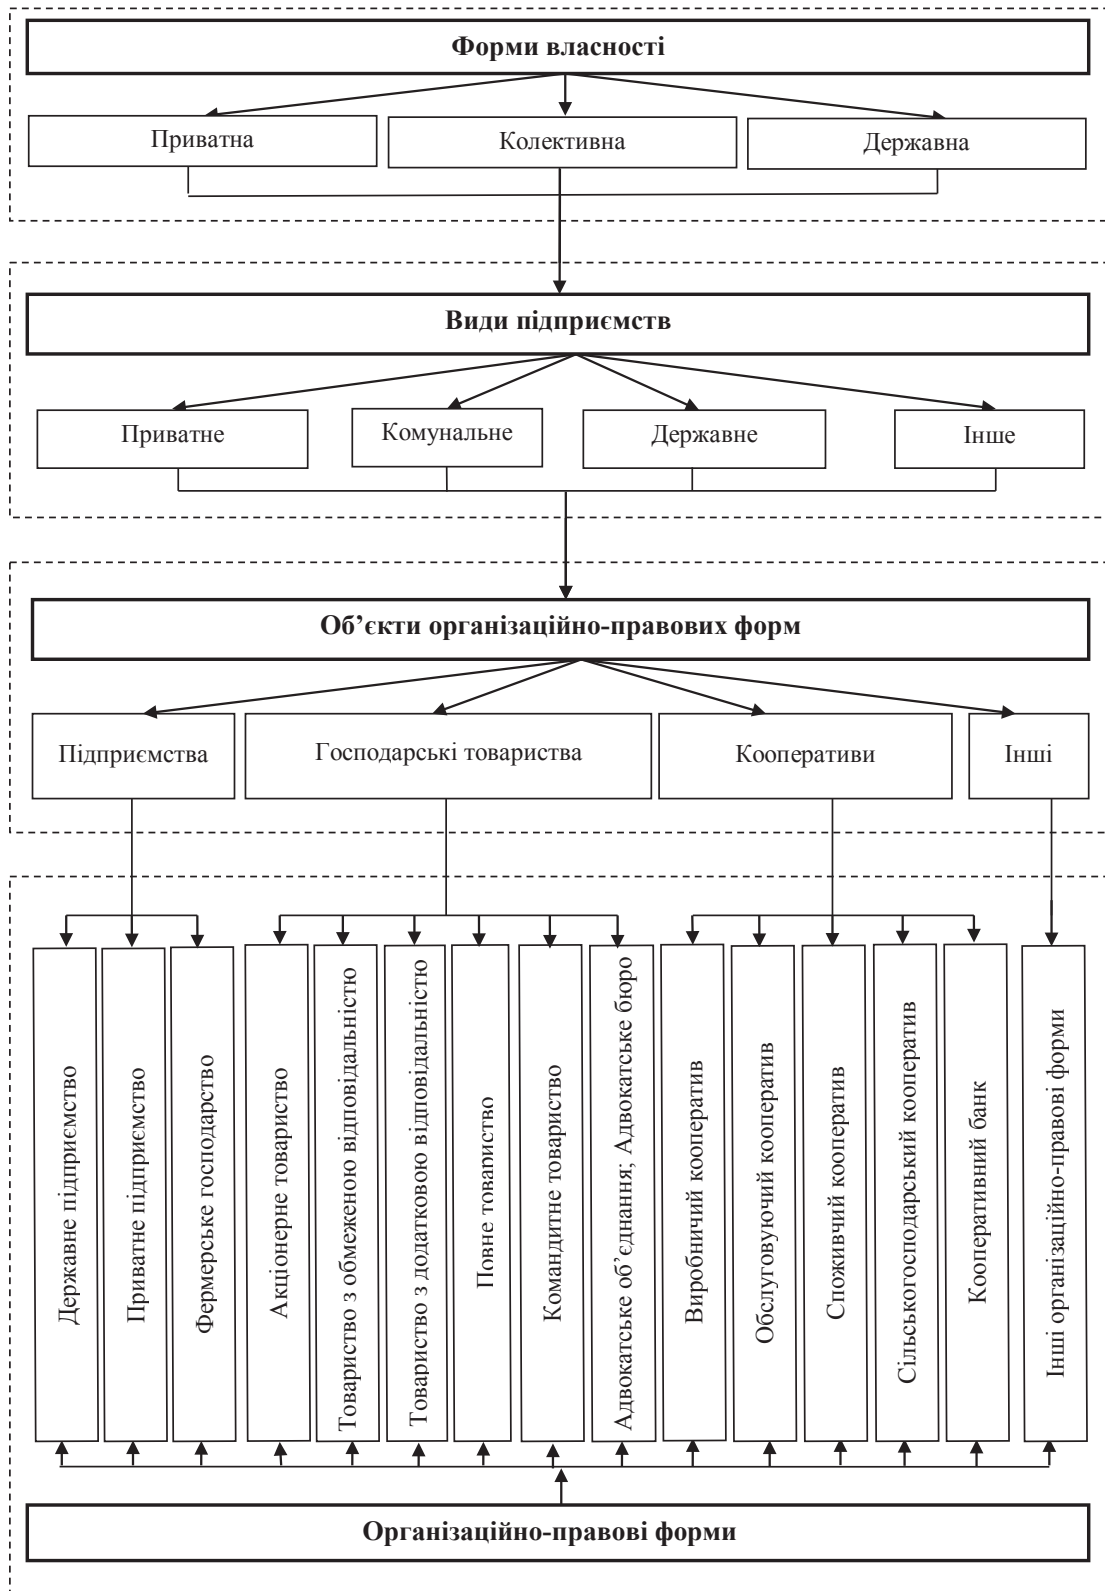 Форми власності
Приватна
Колективна
Державна
Види підприємств
Приватне
Комунальне
Державне
Інше
Об’єкти організаційно-правових форм
Підприємства
Господарські товариства
Кооперативи
Інші
Державне підприємство
Приватне підприємство
Фермерське господарство
Акціонерне товариство
Товариство з обмеженою відповідальністю
Товариство з додатковою відповідальністю
Повне товариство
Командитне товариство
Адвокатське об’єднання; Адвокатське бюро
Виробничий кооператив
Обслуговуючий кооператив
Споживчий кооператив
Сільськогосподарський кооператив
Кооперативний банк
Інші організаційно-правові форми
Організаційно-правові форми